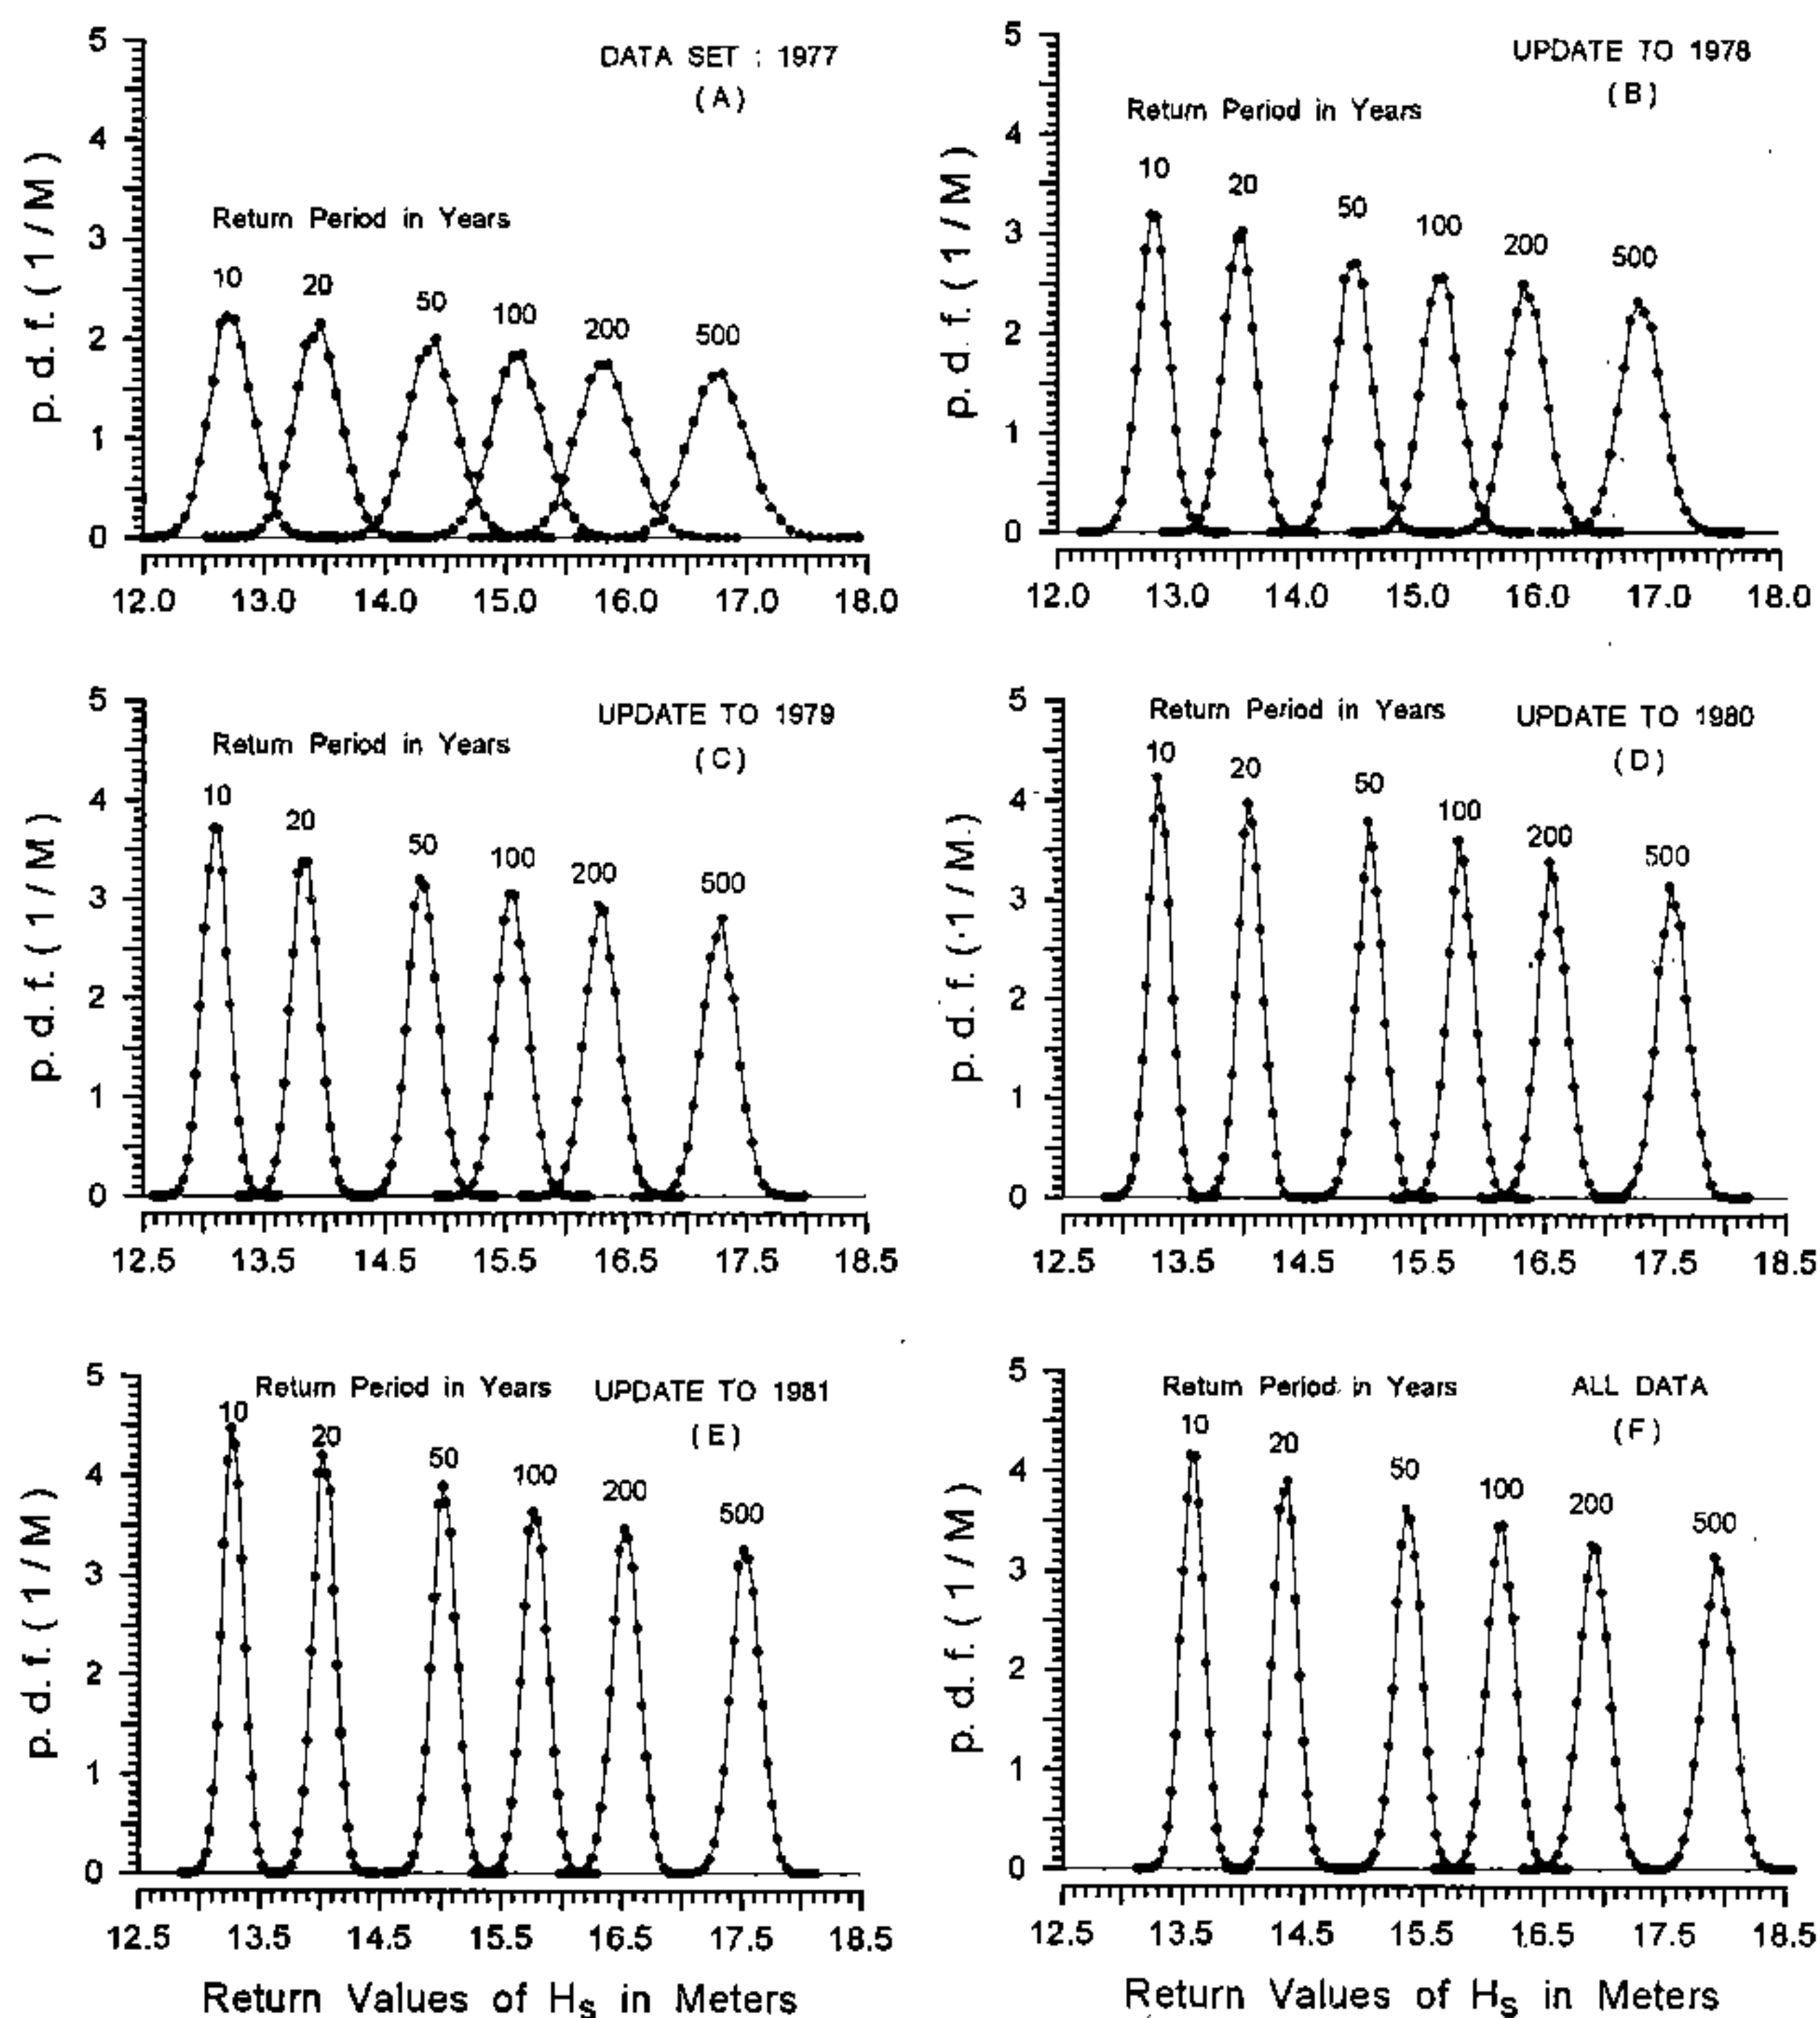 5
DATA SET : 1977
(A)
4
Return Period in Years
3
10
20
50
100
200
500
2
1
0
p. d. f. ( 1 / M )
12.0 13.0 14.0 15.0 16.0 17.0 18.0
5
UPDATE TO 1978
(B)
Return Period in Years
4
10
20
50
100
200
500
3
2
1
0
p. d. f. ( 1 / M )
12.0 13.0 14.0 15.0 16.0 17.0 18.0
5
UPDATE TO 1979
(C)
Return Period in Years
4
10
20
50
100
200
500
3
2
1
0
p. d. f. ( 1 / M )
12.5 13.5 14.5 15.5 16.5 17.5 18.5
5
Return Period in Years
UPDATE TO 1980
(D)
10
20
50
100
200
500
4
3
2
1
0
p. d. f. ( 1 / M )
12.5 13.5 14.5 15.5 16.5 17.5 18.5
5
Return Period in Years
UPDATE TO 1981
(E)
10
20
50
100
200
500
4
3
2
1
0
p. d. f. ( 1 / M )
12.5 13.5 14.5 15.5 16.5 17.5 18.5
Return Values of HS in Meters
5
Return Period in Years
ALL DATA
(F)
10
20
50
100
200
500
4
3
2
1
0
p. d. f. ( 1 / M )
12.5 13.5 14.5 15.5 16.5 17.5 18.5
Return Values of HS in Meters